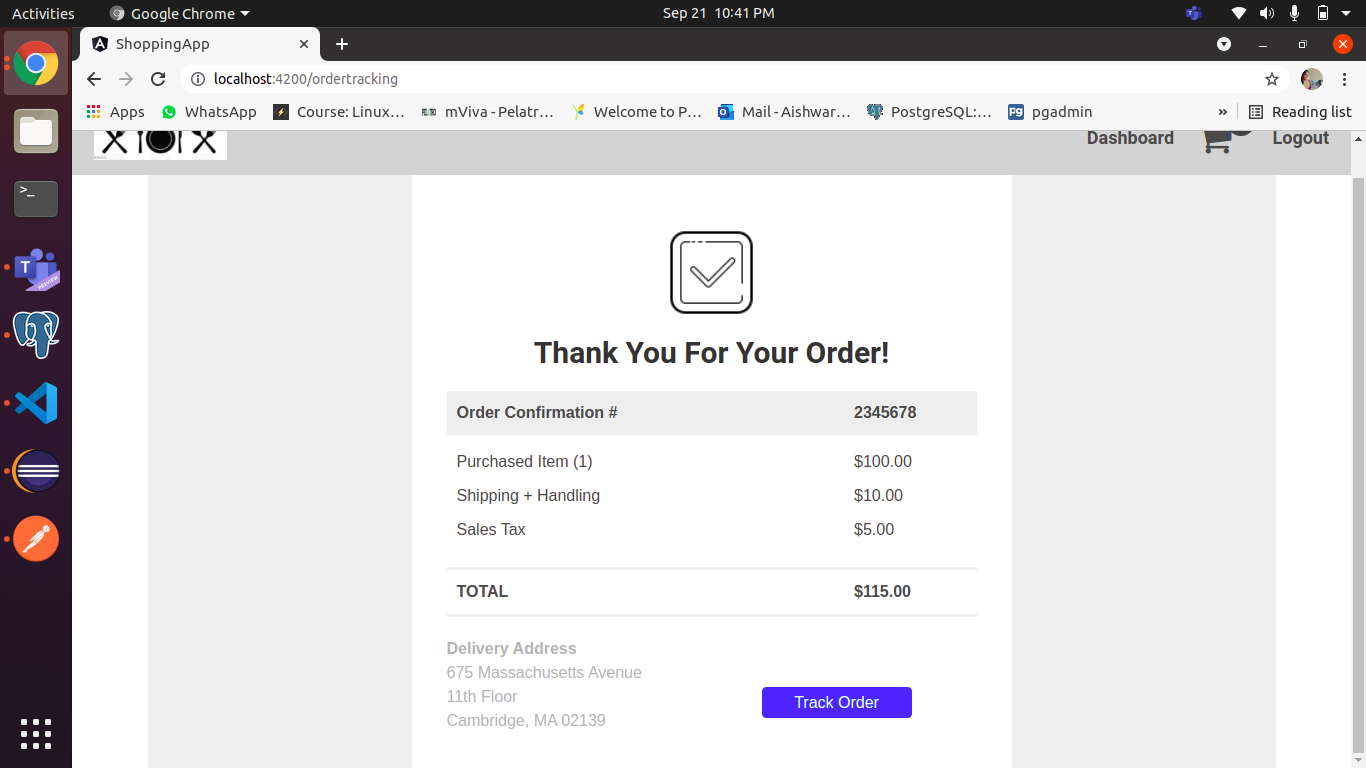 Activities Google Chrome Sep 21 10:41 PM
ShoppingApp
localhost:4200/ordertracking
Apps WhatsApp Course: Linux… mViva - Pelatr… Welcome to P… Mail - Aishwar… PostgreSQL:… pgadmin » Reading list
Dashboard Logout
Thank You For Your Order!
Order Confirmation # 2345678
Purchased Item (1) $100.00
Shipping + Handling $10.00
Sales Tax $5.00
TOTAL $115.00
Delivery Address
675 Massachusetts Avenue
11th Floor
Cambridge, MA 02139
Track Order